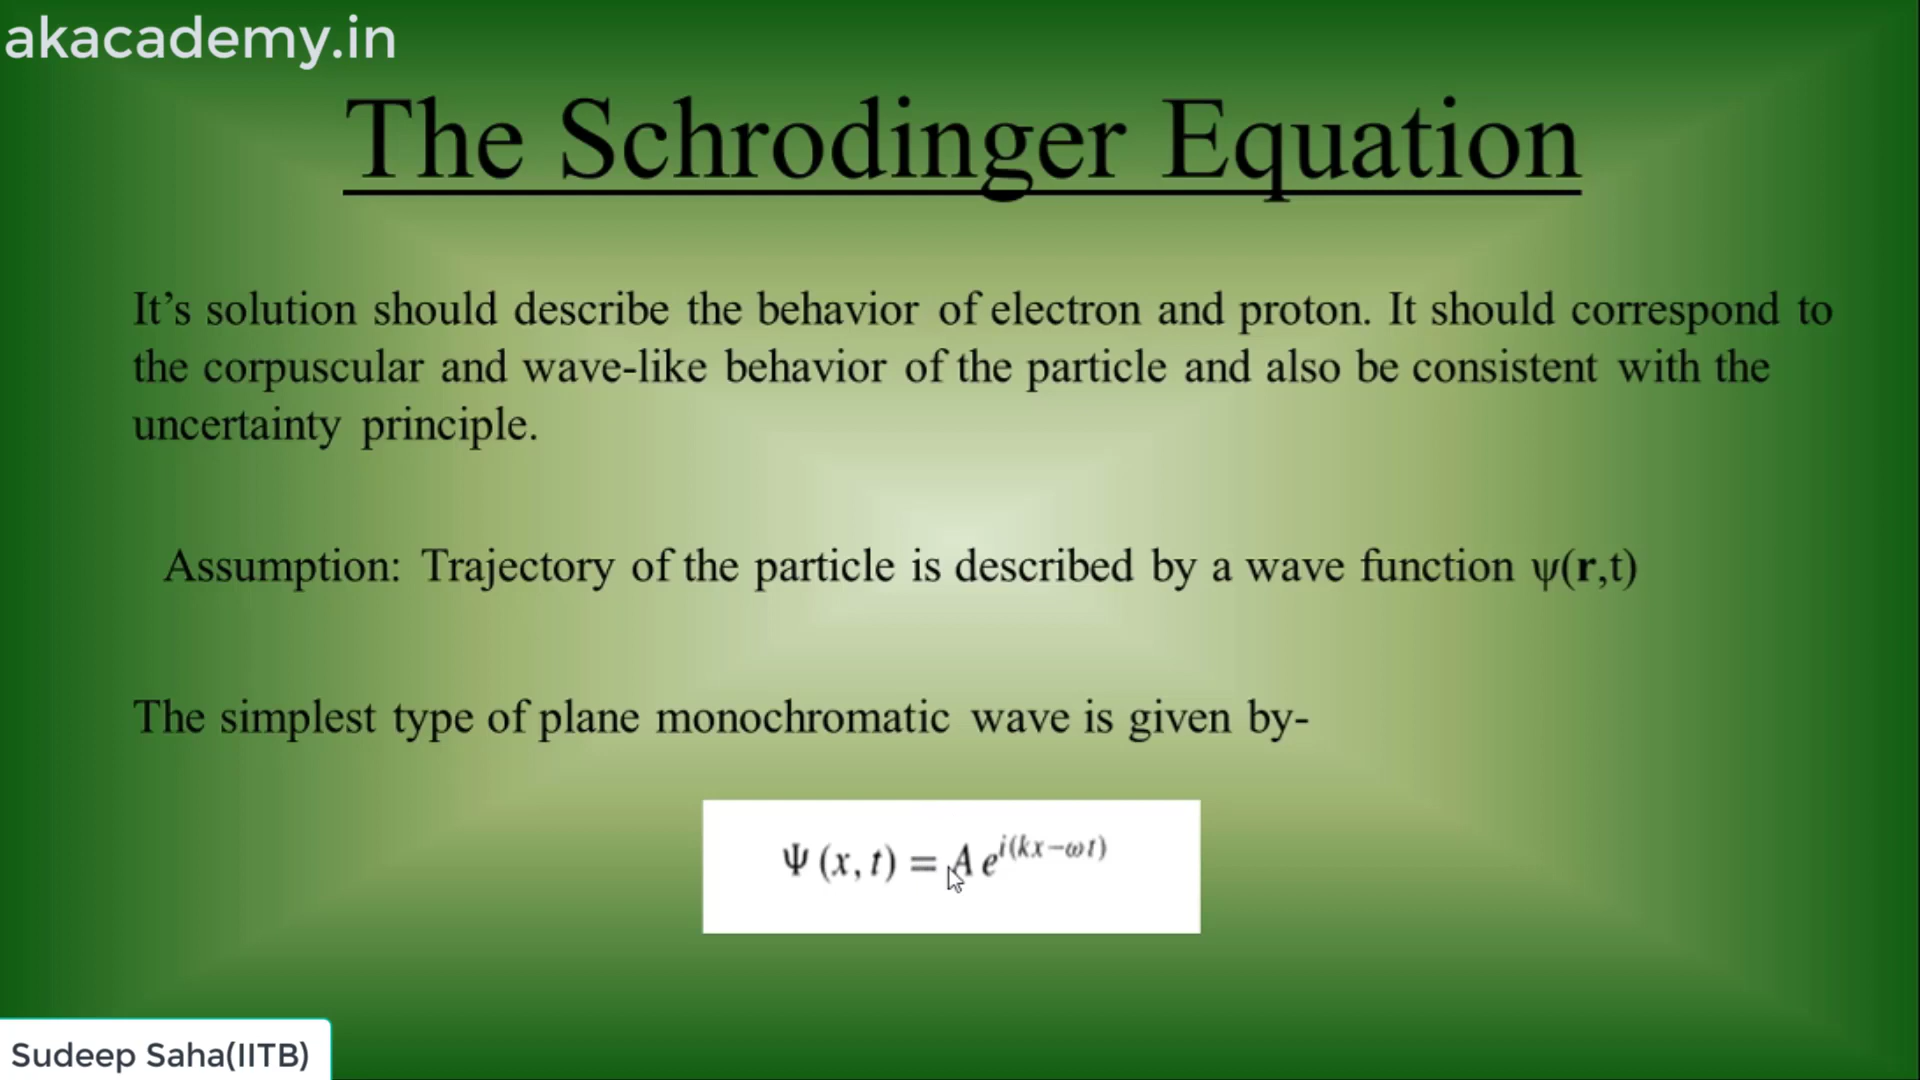 akacademy.in
The Schrodinger Equation
It’s solution should describe the behavior of electron and proton. It should correspond to
the corpuscular and wave-like behavior of the particle and also be consistent with the
uncertainty principle.
Assumption: Trajectory of the particle is described by a wave function ψ(r,t)
The simplest type of plane monochromatic wave is given by-
Ψ (x, t) = A e^{i(kx−ωt)}
Sudeep Saha(IITB)